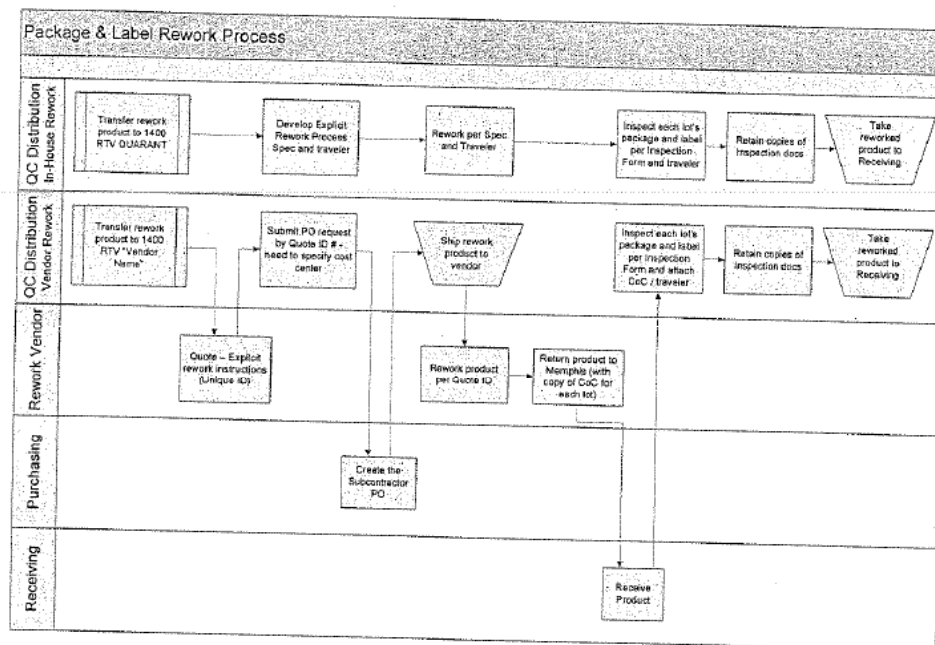 Package & Label Rework Process
QC Distribution
In-House Rework
Transfer rework
product to 1400
RTV QUARANT
Develop Explicit
Rework Process
Spec and traveler
Rework per Spec
and Traveler
Inspect each lot's
package and label
per Inspection
Form and traveler
Retain copies of
Inspection docs
Take
reworked
product to
Receiving
QC Distribution
Vendor Rework
Transfer rework
product to 1400
RTV "Vendor
Name"
Submit PO request
by Quote ID # -
need to specify cost
center
Ship rework
product to
vendor
Inspect each lot's
package and label
per Inspection
Form and attach
CoC / traveler
Retain copies of
Inspection docs
Take
reworked
product to
Receiving
Rework Vendor
Quote – Explicit
rework instructions
(Unique ID)
Rework product
per Quote ID
Return product to
Memphis (with
copy of CoC for
each lot)
Purchasing
Create the
Subcontractor
PO
Receiving
Receive
Product